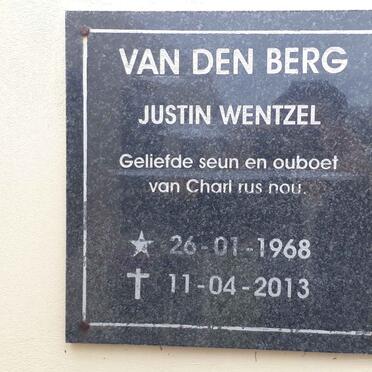 VAN DEN BERG
JUSTIN WENTZEL
Geliefde seun en ouboet
van Charl rus nou.
26-01-1968
11-04-2013